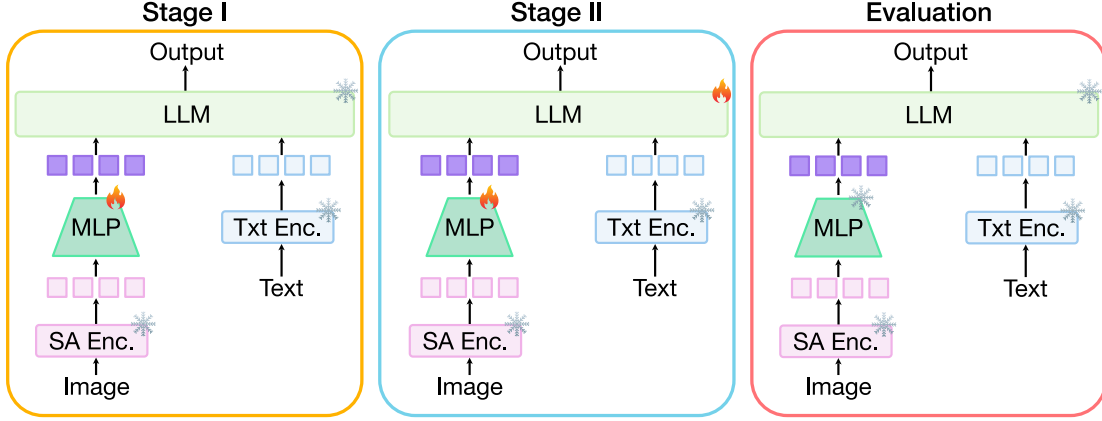 Stage I
Output
LLM
MLP
Txt Enc.
Text
SA Enc.
Image
Stage II
Output
LLM
MLP
Txt Enc.
Text
SA Enc.
Image
Evaluation
Output
LLM
MLP
Txt Enc.
Text
SA Enc.
Image